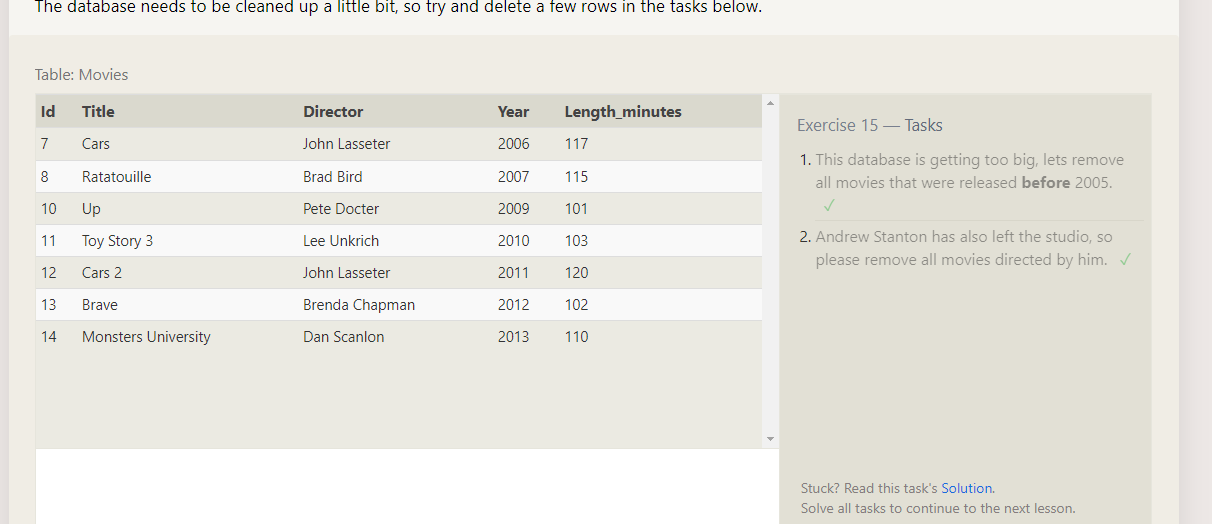 The database needs to be cleaned up a little bit, so try and delete a few rows in the tasks below.
Table: Movies
Id Title Director Year Length_minutes
7 Cars John Lasseter 2006 117
8 Ratatouille Brad Bird 2007 115
10 Up Pete Docter 2009 101
11 Toy Story 3 Lee Unkrich 2010 103
12 Cars 2 John Lasseter 2011 120
13 Brave Brenda Chapman 2012 102
14 Monsters University Dan Scanlon 2013 110
Exercise 15 — Tasks
1. This database is getting too big, lets remove
all movies that were released before 2005.
✓
2. Andrew Stanton has also left the studio, so
please remove all movies directed by him. ✓
Stuck? Read this task's Solution.
Solve all tasks to continue to the next lesson.